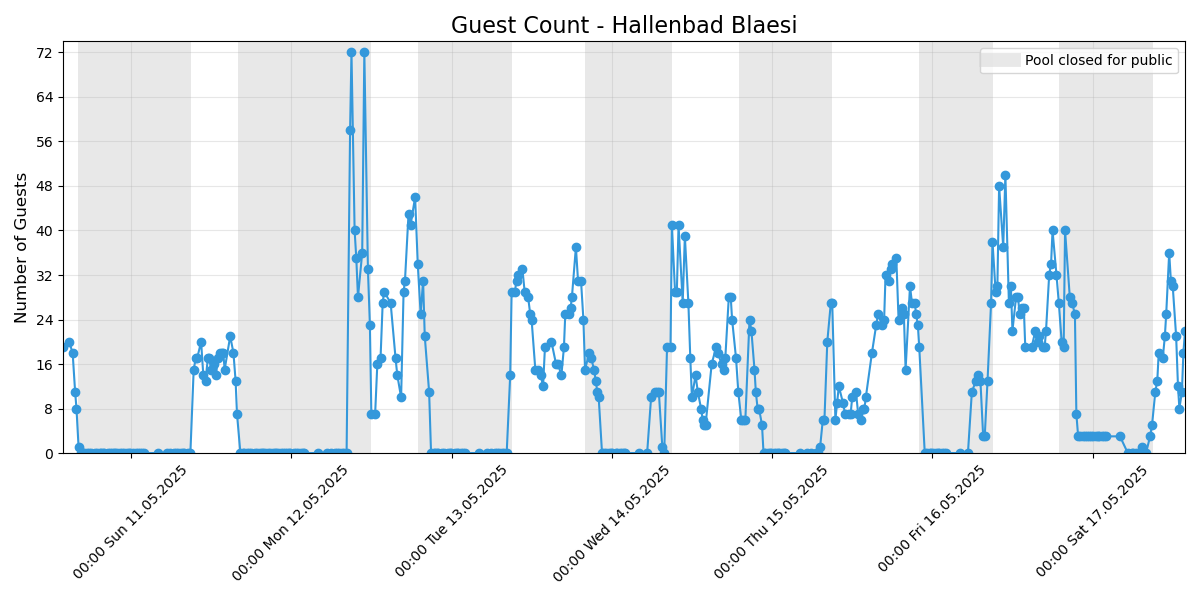 Guest Count - Hallenbad Blaesi
Pool closed for public
Number of Guests
72
64
56
48
40
32
24
16
8
0
00:00 Sun 11.05.2025
00:00 Mon 12.05.2025
00:00 Tue 13.05.2025
00:00 Wed 14.05.2025
00:00 Thu 15.05.2025
00:00 Fri 16.05.2025
00:00 Sat 17.05.2025